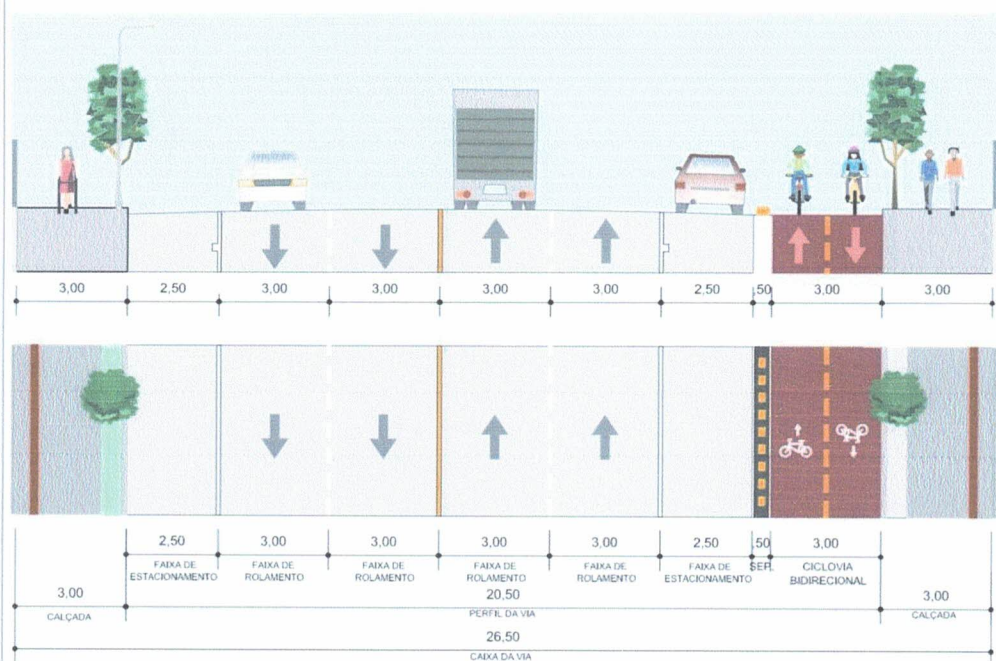 3,00 2,50 3,00 3,00 3,00 3,00 2,50 ,50 3,00 3,00
2,50 3,00 3,00 3,00 3,00 2,50 ,50 3,00
FAIXA DE ESTACIONAMENTO
FAIXA DE ROLAMENTO
FAIXA DE ROLAMENTO
FAIXA DE ROLAMENTO
FAIXA DE ROLAMENTO
FAIXA DE ESTACIONAMENTO
SEP.
CICLOVIA BIDIRECIONAL
3,00 20,50 3,00
CALÇADA PERFIL DA VIA CALÇADA
26,50
CAIXA DA VIA